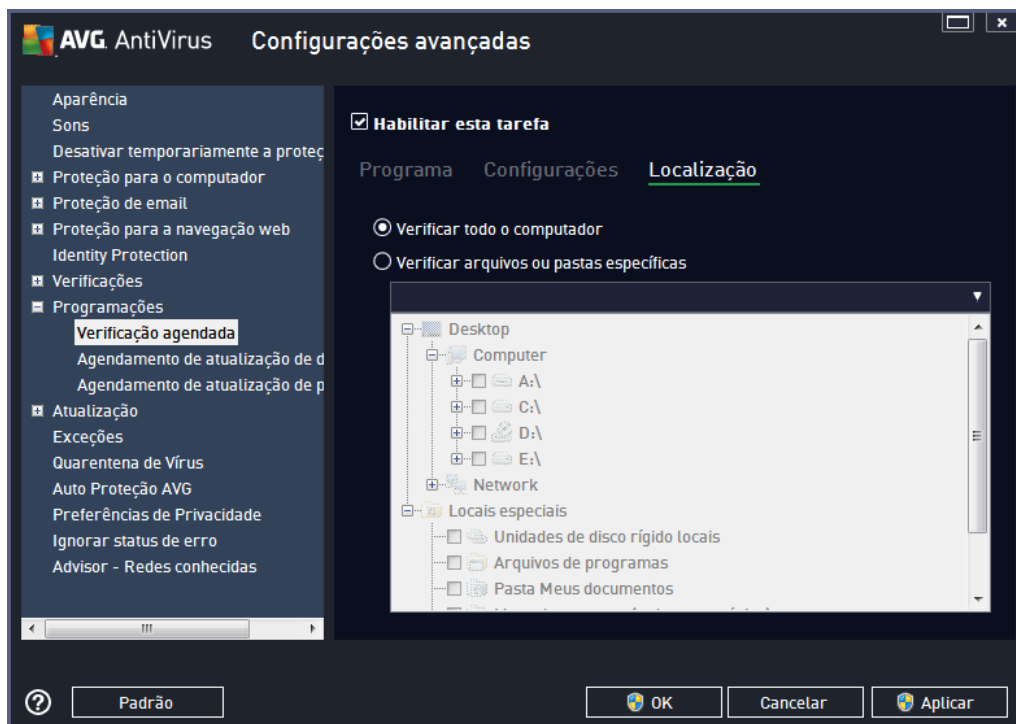 AVG AntiVirus Configurações avançadas
Aparência
Sons
Desativar temporariamente a proteç
Proteção para o computador
Proteção de email
Proteção para a navegação web
Identity Protection
Verificações
Programações
Verificação agendada
Agendamento de atualização de d
Agendamento de atualização de p
Atualização
Exceções
Quarentena de Vírus
Auto Proteção AVG
Preferências de Privacidade
Ignorar status de erro
Advisor - Redes conhecidas
Habilitar esta tarefa
Programa Configurações Localização
Verificar todo o computador
Verificar arquivos ou pastas específicas
Desktop
Computer
A:\
C:\
D:\
E:\
Network
Locais especiais
Unidades de disco rígido locais
Arquivos de programas
Pasta Meus documentos
Padrão OK Cancelar Aplicar